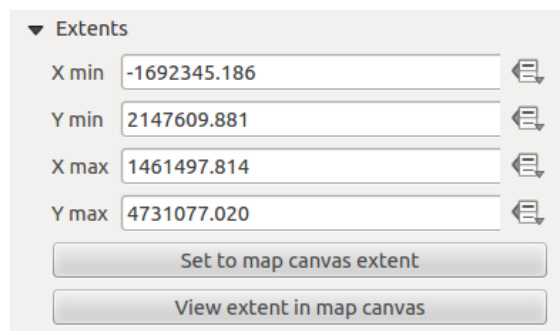 Extents
X min -1692345.186
Y min 2147609.881
X max 1461497.814
Y max 4731077.020
Set to map canvas extent
View extent in map canvas